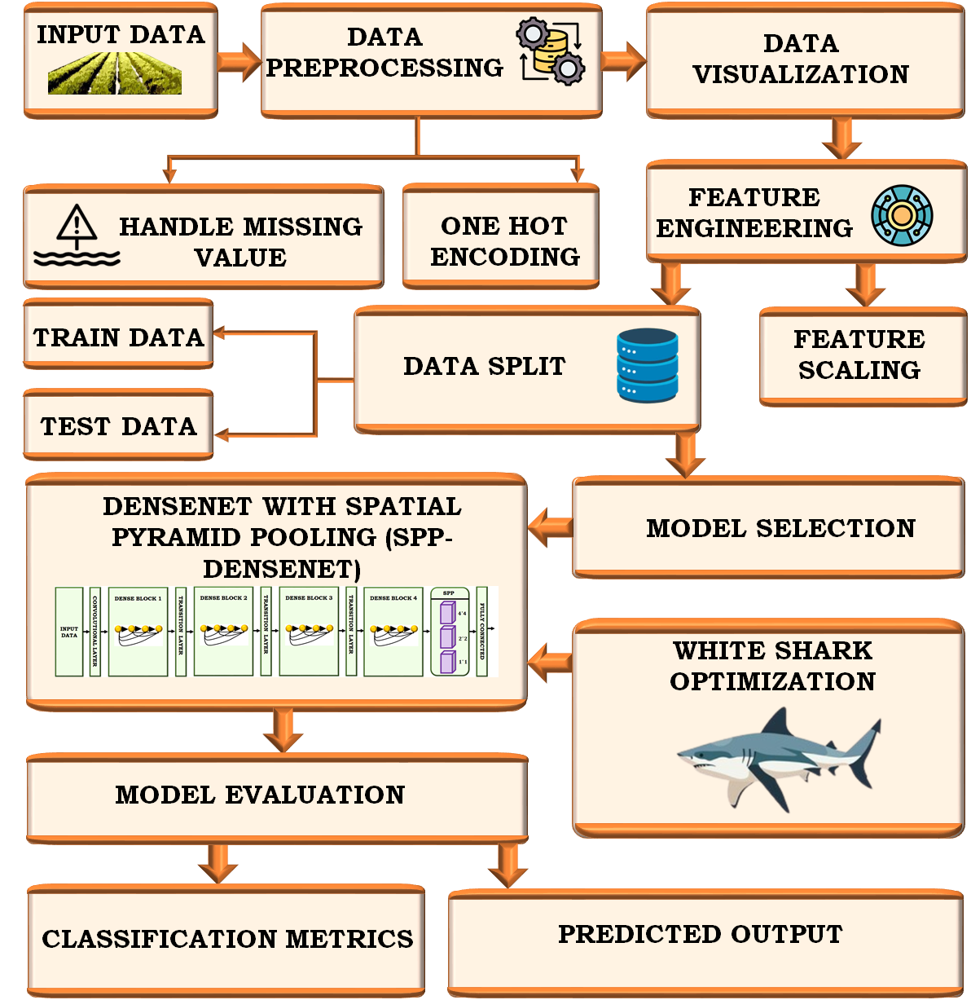 INPUT DATA
DATA
PREPROCESSING
DATA
VISUALIZATION
HANDLE MISSING
VALUE
ONE HOT
ENCODING
FEATURE
ENGINEERING
TRAIN DATA
TEST DATA
DATA SPLIT
FEATURE
SCALING
DENSENET WITH SPATIAL
PYRAMID POOLING (SPP-
DENSENET)
INPUT
DATA
CONVOLUTIONAL LAYER
DENSE BLOCK 1
TRANSITION LAYER
DENSE BLOCK 2
TRANSITION LAYER
DENSE BLOCK 3
TRANSITION LAYER
DENSE BLOCK 4
SPP
4*4
2*2
1*1
FULLY CONNECTED
MODEL SELECTION
WHITE SHARK
OPTIMIZATION
MODEL EVALUATION
CLASSIFICATION METRICS
PREDICTED OUTPUT